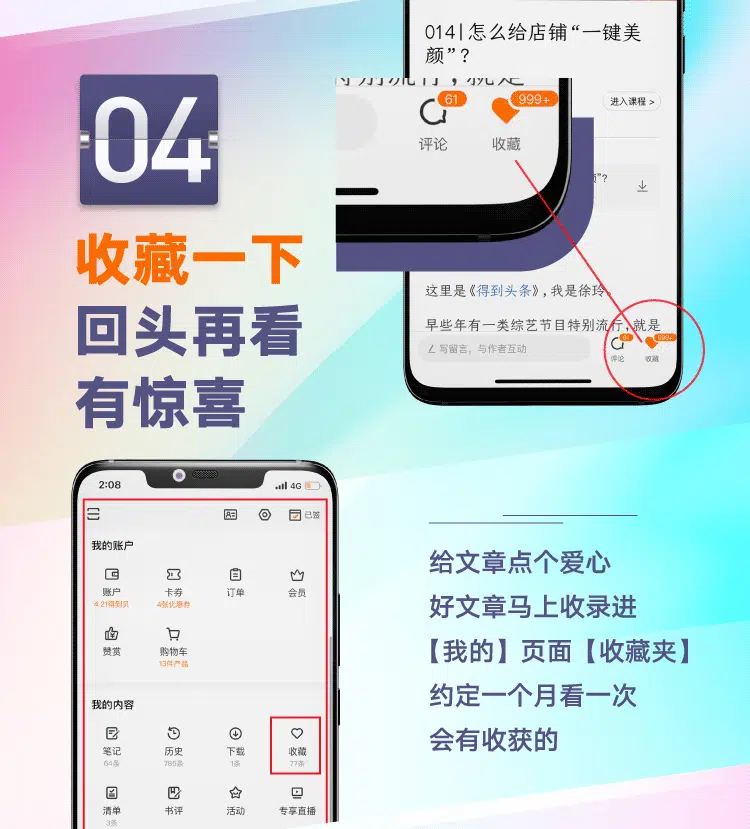 014|怎么给店铺“一键美
颜”？
特别流行，就是
进入课程 >
61
999+
评论
收藏
”？
04
收藏一下
回头再看
有惊喜
这里是《得到头条》，我是徐玲。
早些年有一类综艺节目特别流行，就是
写留言，与作者互动
61
999+
评论
收藏
2:08
4G
已签
我的账户
账户
卡券
订单
会员
4.21得到贝
4张优惠券
赞赏
购物车
13件产品
我的内容
笔记
历史
下载
收藏
64条
785条
1条
77条
清单
书评
活动
专享直播
3条
给文章点个爱心
好文章马上收录进
【我的】页面【收藏夹】
约定一个月看一次
会有收获的